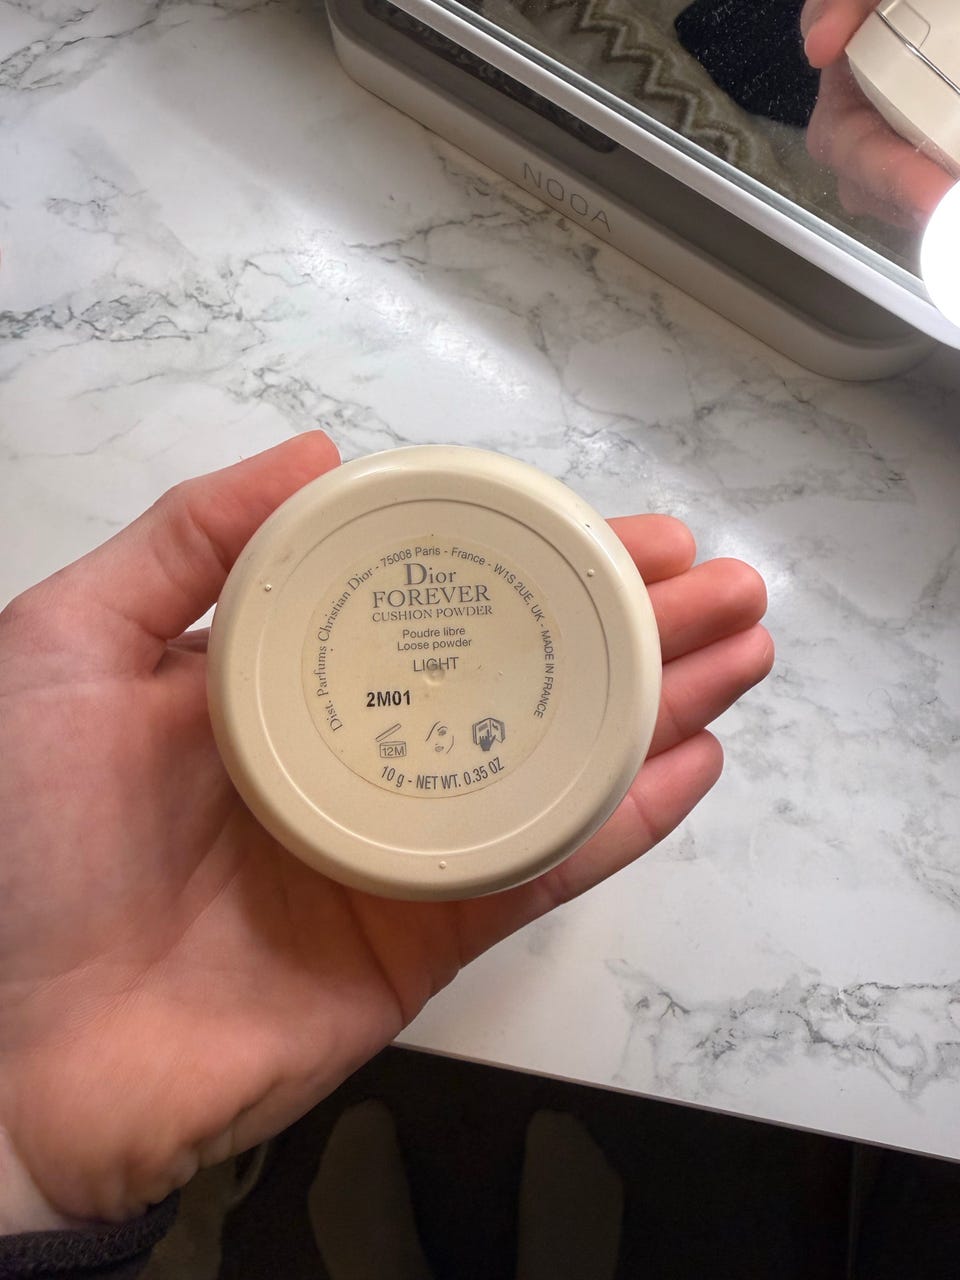 NOOA
Dist. Parfums Christian Dior - 75008 Paris - France - W1S 2UE. UK - MADE IN FRANCE
Dior
FOREVER
CUSHION POWDER
Poudre libre
Loose powder
LIGHT
2M01
12M
10 g - NET WT. 0.35 OZ